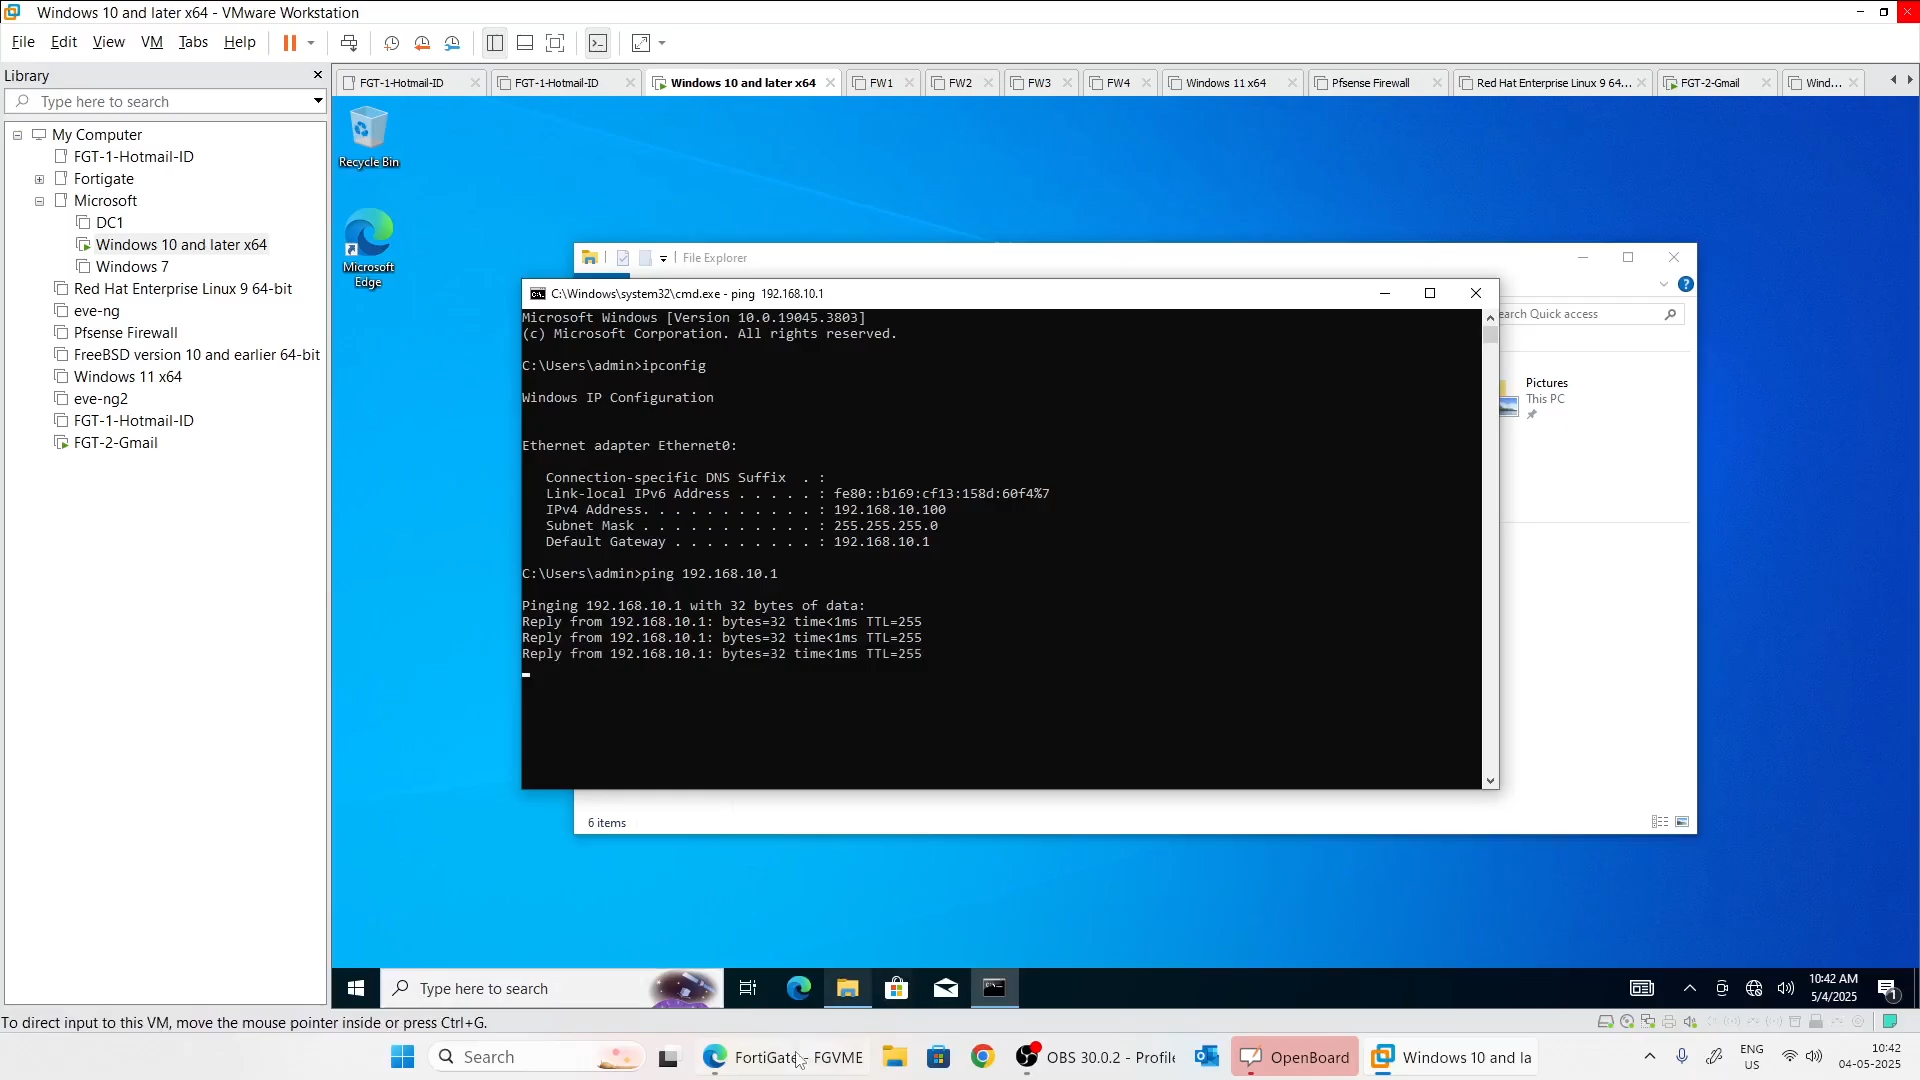 Windows 10 and later x64 - VMware Workstation
File Edit View VM Tabs Help
Library
Type here to search
My Computer
FGT-1-Hotmail-ID
Fortigate
Microsoft
DC1
Windows 10 and later x64
Windows 7
Red Hat Enterprise Linux 9 64-bit
eve-ng
Pfsense Firewall
FreeBSD version 10 and earlier 64-bit
Windows 11 x64
eve-ng2
FGT-1-Hotmail-ID
FGT-2-Gmail
FGT-1-Hotmail-ID FGT-1-Hotmail-ID Windows 10 and later x64 FW1 FW2 FW3 FW4 Windows 11 x64 Pfsense Firewall Red Hat Enterprise Linux 9 64... FGT-2-Gmail Wind...
Recycle Bin
Microsoft
Edge
File Explorer
earch Quick access
Pictures
This PC
6 items
C:\Windows\system32\cmd.exe - ping 192.168.10.1
Microsoft Windows [Version 10.0.19045.3803]
(c) Microsoft Corporation. All rights reserved.
C:\Users\admin>ipconfig
Windows IP Configuration
Ethernet adapter Ethernet0:
Connection-specific DNS Suffix . :
Link-local IPv6 Address . . . . . : fe80::b169:cf13:158d:60f4%7
IPv4 Address. . . . . . . . . . . : 192.168.10.100
Subnet Mask . . . . . . . . . . . : 255.255.255.0
Default Gateway . . . . . . . . . : 192.168.10.1
C:\Users\admin>ping 192.168.10.1
Pinging 192.168.10.1 with 32 bytes of data:
Reply from 192.168.10.1: bytes=32 time<1ms TTL=255
Reply from 192.168.10.1: bytes=32 time<1ms TTL=255
Reply from 192.168.10.1: bytes=32 time<1ms TTL=255
Type here to search
10:42 AM
5/4/2025
1
To direct input to this VM, move the mouse pointer inside or press Ctrl+G.
Search
FortiGate - FGVME
OBS 30.0.2 - Profile
OpenBoard
Windows 10 and la
ENG
US
10:42
04-05-2025